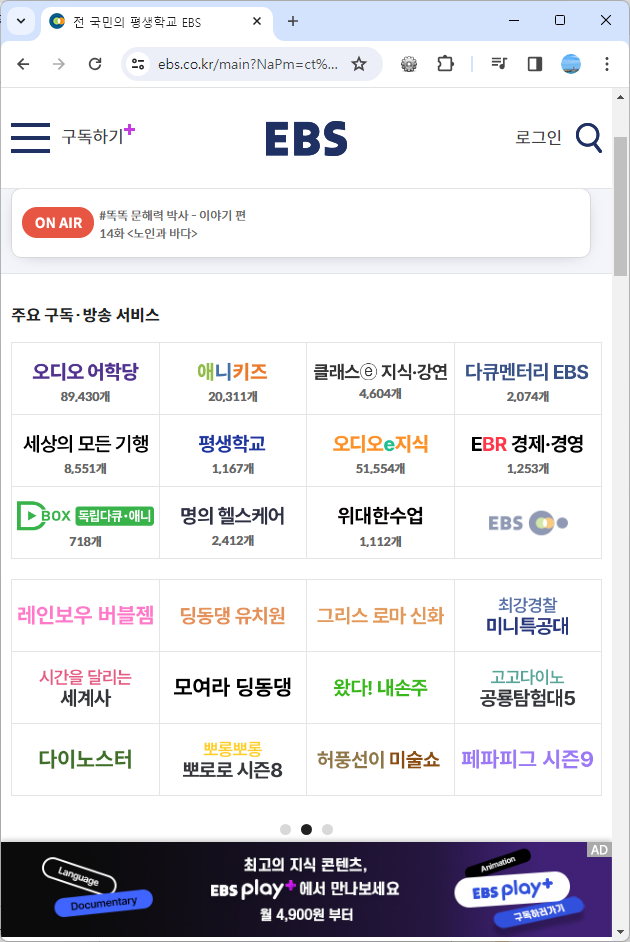 전 국민의 평생학교 EBS
ebs.co.kr/main?NaPm=ct%...
구독하기+
EBS
로그인
ON AIR
#똑똑 문해력 박사 - 이야기 편
14화 <노인과 바다>
주요 구독·방송 서비스
오디오 어학당
89,430개
애니키즈
20,311개
클래스ⓔ 지식·강연
4,604개
다큐멘터리 EBS
2,074개
세상의 모든 기행
8,551개
평생학교
1,167개
오디오e지식
51,554개
EBR 경제·경영
1,253개
D BOX 독립다큐·애니
718개
명의 헬스케어
2,412개
위대한수업
1,112개
EBS
레인보우 버블젬
딩동댕 유치원
그리스 로마 신화
최강경찰
미니특공대
시간을 달리는
세계사
모여라 딩동댕
왔다! 내손주
고고다이노
공룡탐험대5
다이노스터
뽀롱뽀롱
뽀로로 시즌8
허풍선이 미술쇼
페파피그 시즌9
AD
Language
Documentary
최고의 지식 콘텐츠,
EBS play+에서 만나보세요
월 4,900원 부터
Animation
EBS play+
구독하러가기